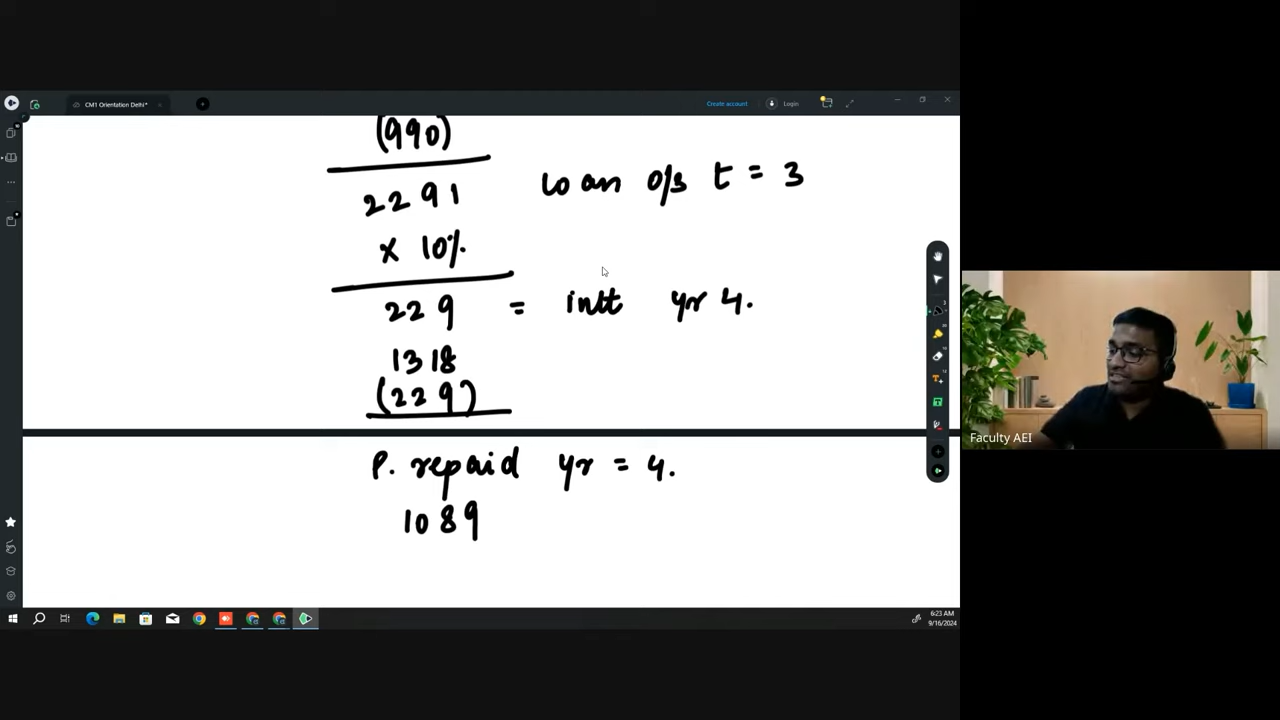 CM1 Orientation Delhi*
Create account
Login
(990)
2291 loan o/s t = 3
x 10%
229 = intt yr 4.
1318
(229)
P. repaid yr = 4.
1089
Faculty AEI
6:23 AM
9/16/2024